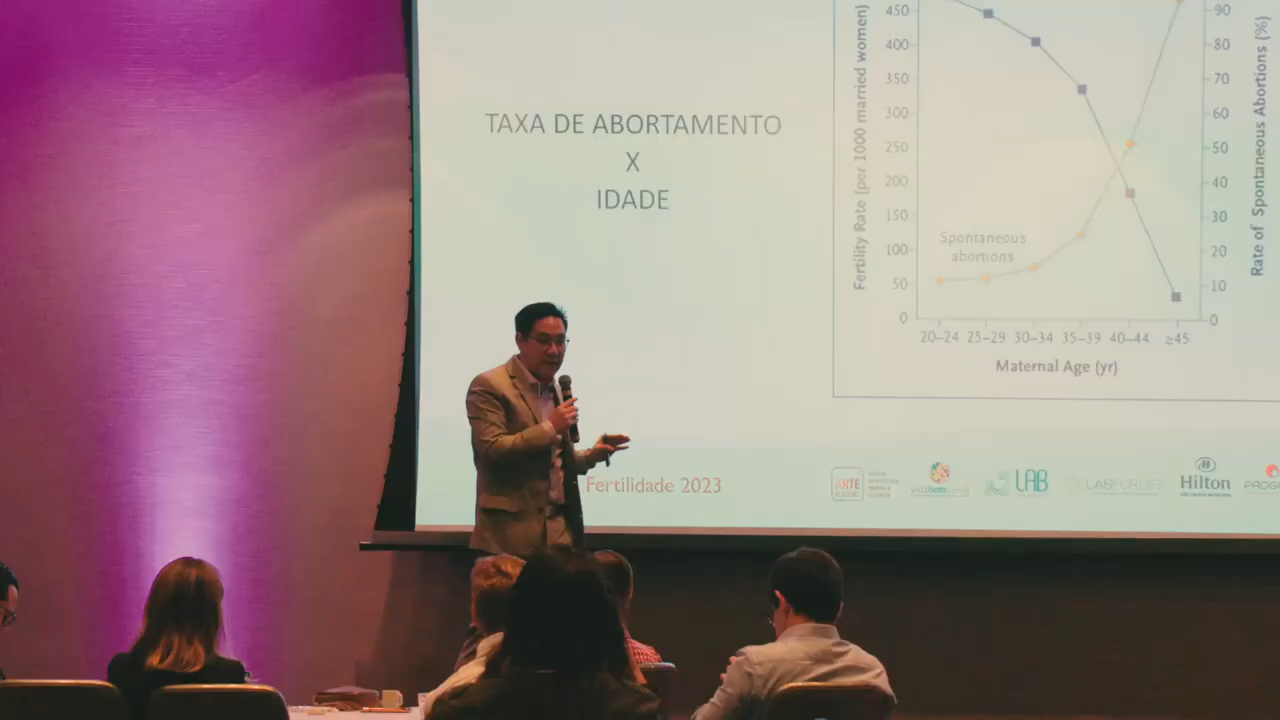 TAXA DE ABORTAMENTO
X
IDADE
Fertility Rate (per 1000 married women)
450
400
350
300
250
200
150
100
50
0
90
80
70
60
50
40
30
20
10
0
Rate of Spontaneous Abortions (%)
Spontaneous
abortions
20–24 25–29 30–34 35–39 40–44 ≥45
Maternal Age (yr)
Fertilidade 2023
ARTE
LAB
LABFORLIFE
Hilton